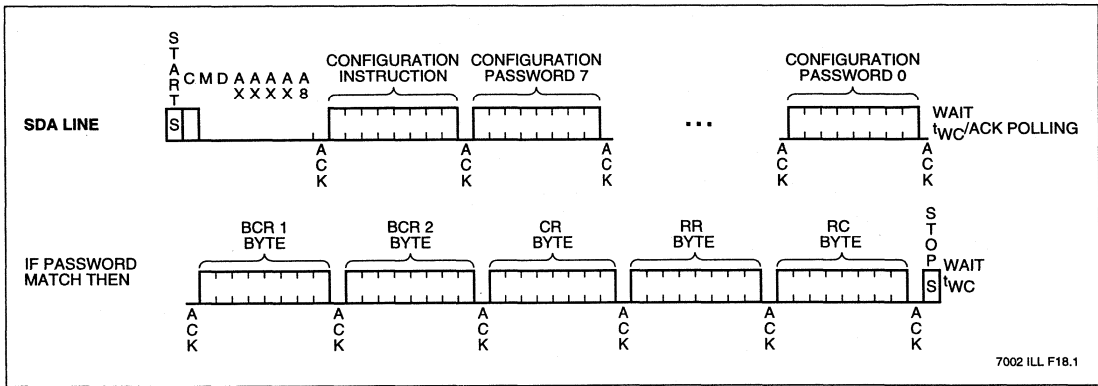 START
C M D A A A A A
X X X X 8
CONFIGURATION
INSTRUCTION
CONFIGURATION
PASSWORD 7
CONFIGURATION
PASSWORD 0
SDA LINE
S
...
WAIT
tWC/ACK POLLING
ACK
ACK
ACK
ACK
ACK
BCR 1
BYTE
BCR 2
BYTE
CR
BYTE
RR
BYTE
RC
BYTE
STOP
IF PASSWORD
MATCH THEN
S
WAIT
tWC
ACK
ACK
ACK
ACK
ACK
ACK
7002 ILL F18.1